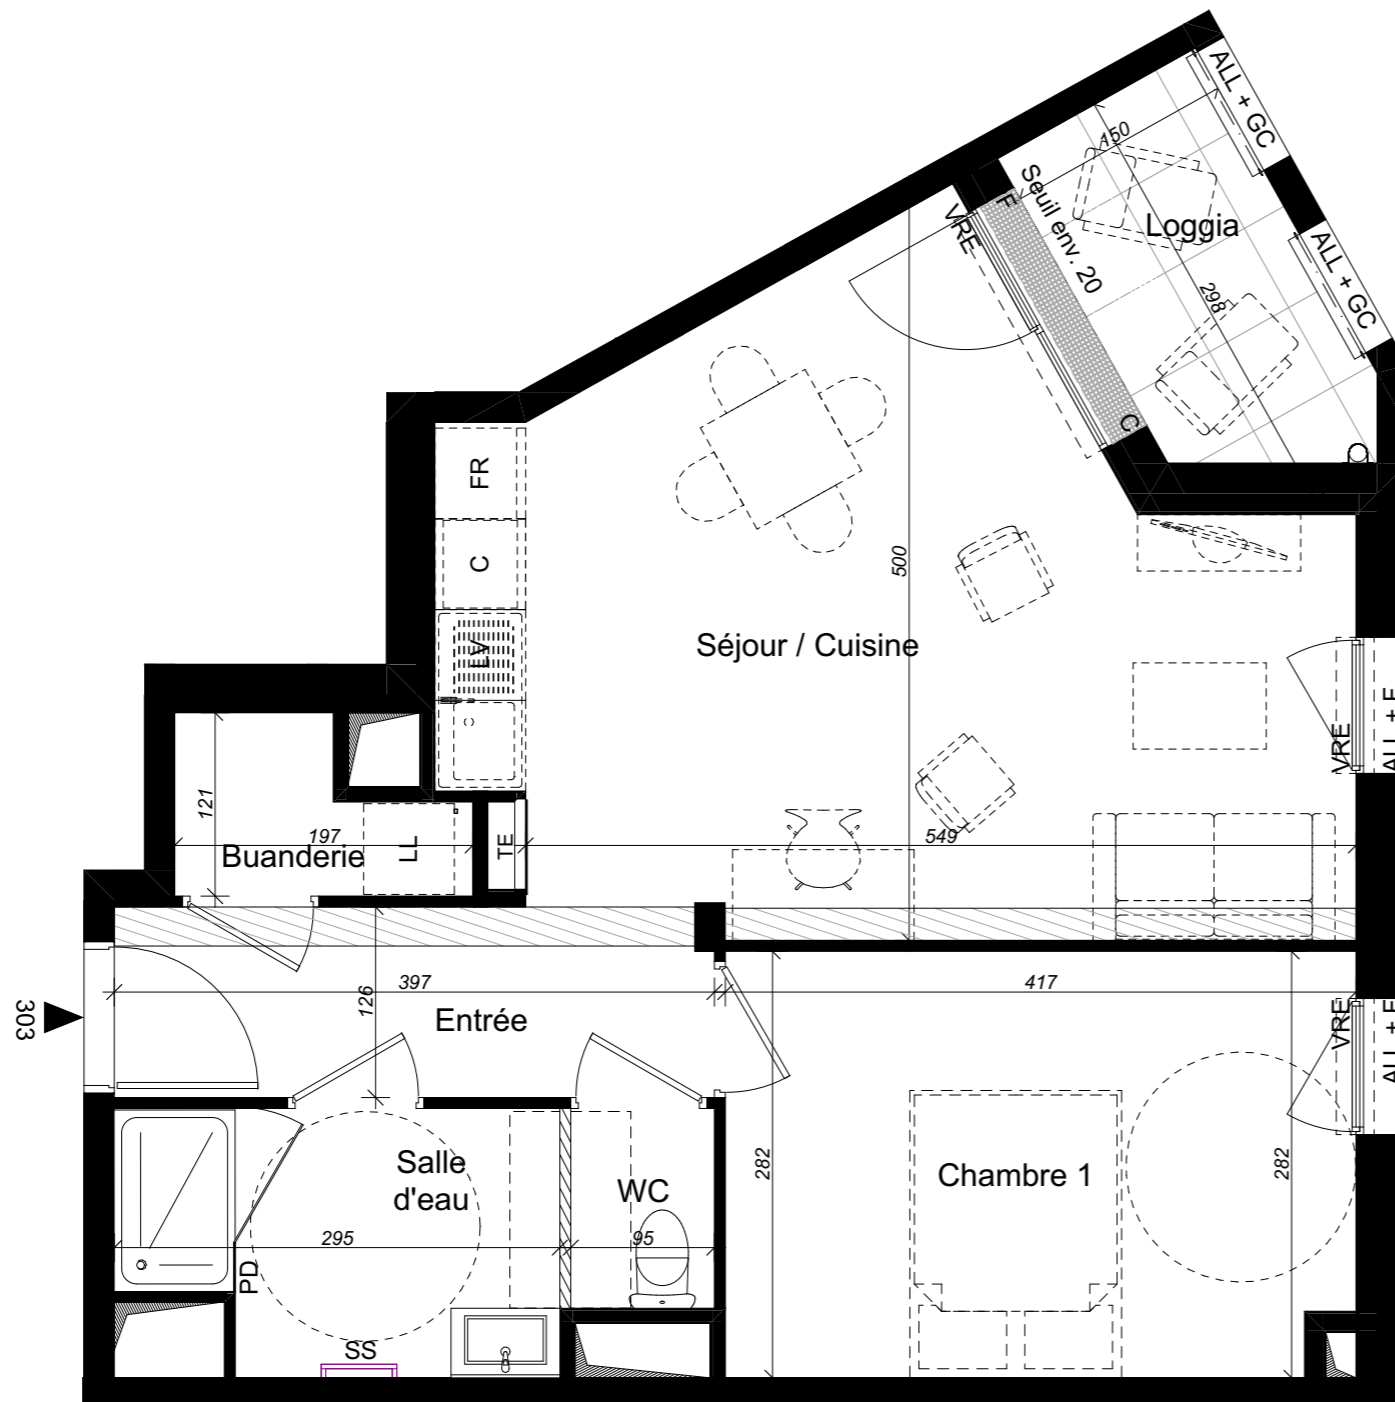 ALL + GC
150
Seuil env. 20
F
VRE
Loggia
ALL + GC
298
C
FR
C
500
LV
Séjour / Cuisine
VRE
ALL + F
121
197
Buanderie
LL
TE
549
397
126
417
303
Entrée
VRE
ALL + F
282
282
Salle
d'eau
WC
Chambre 1
295
95
PD
SS